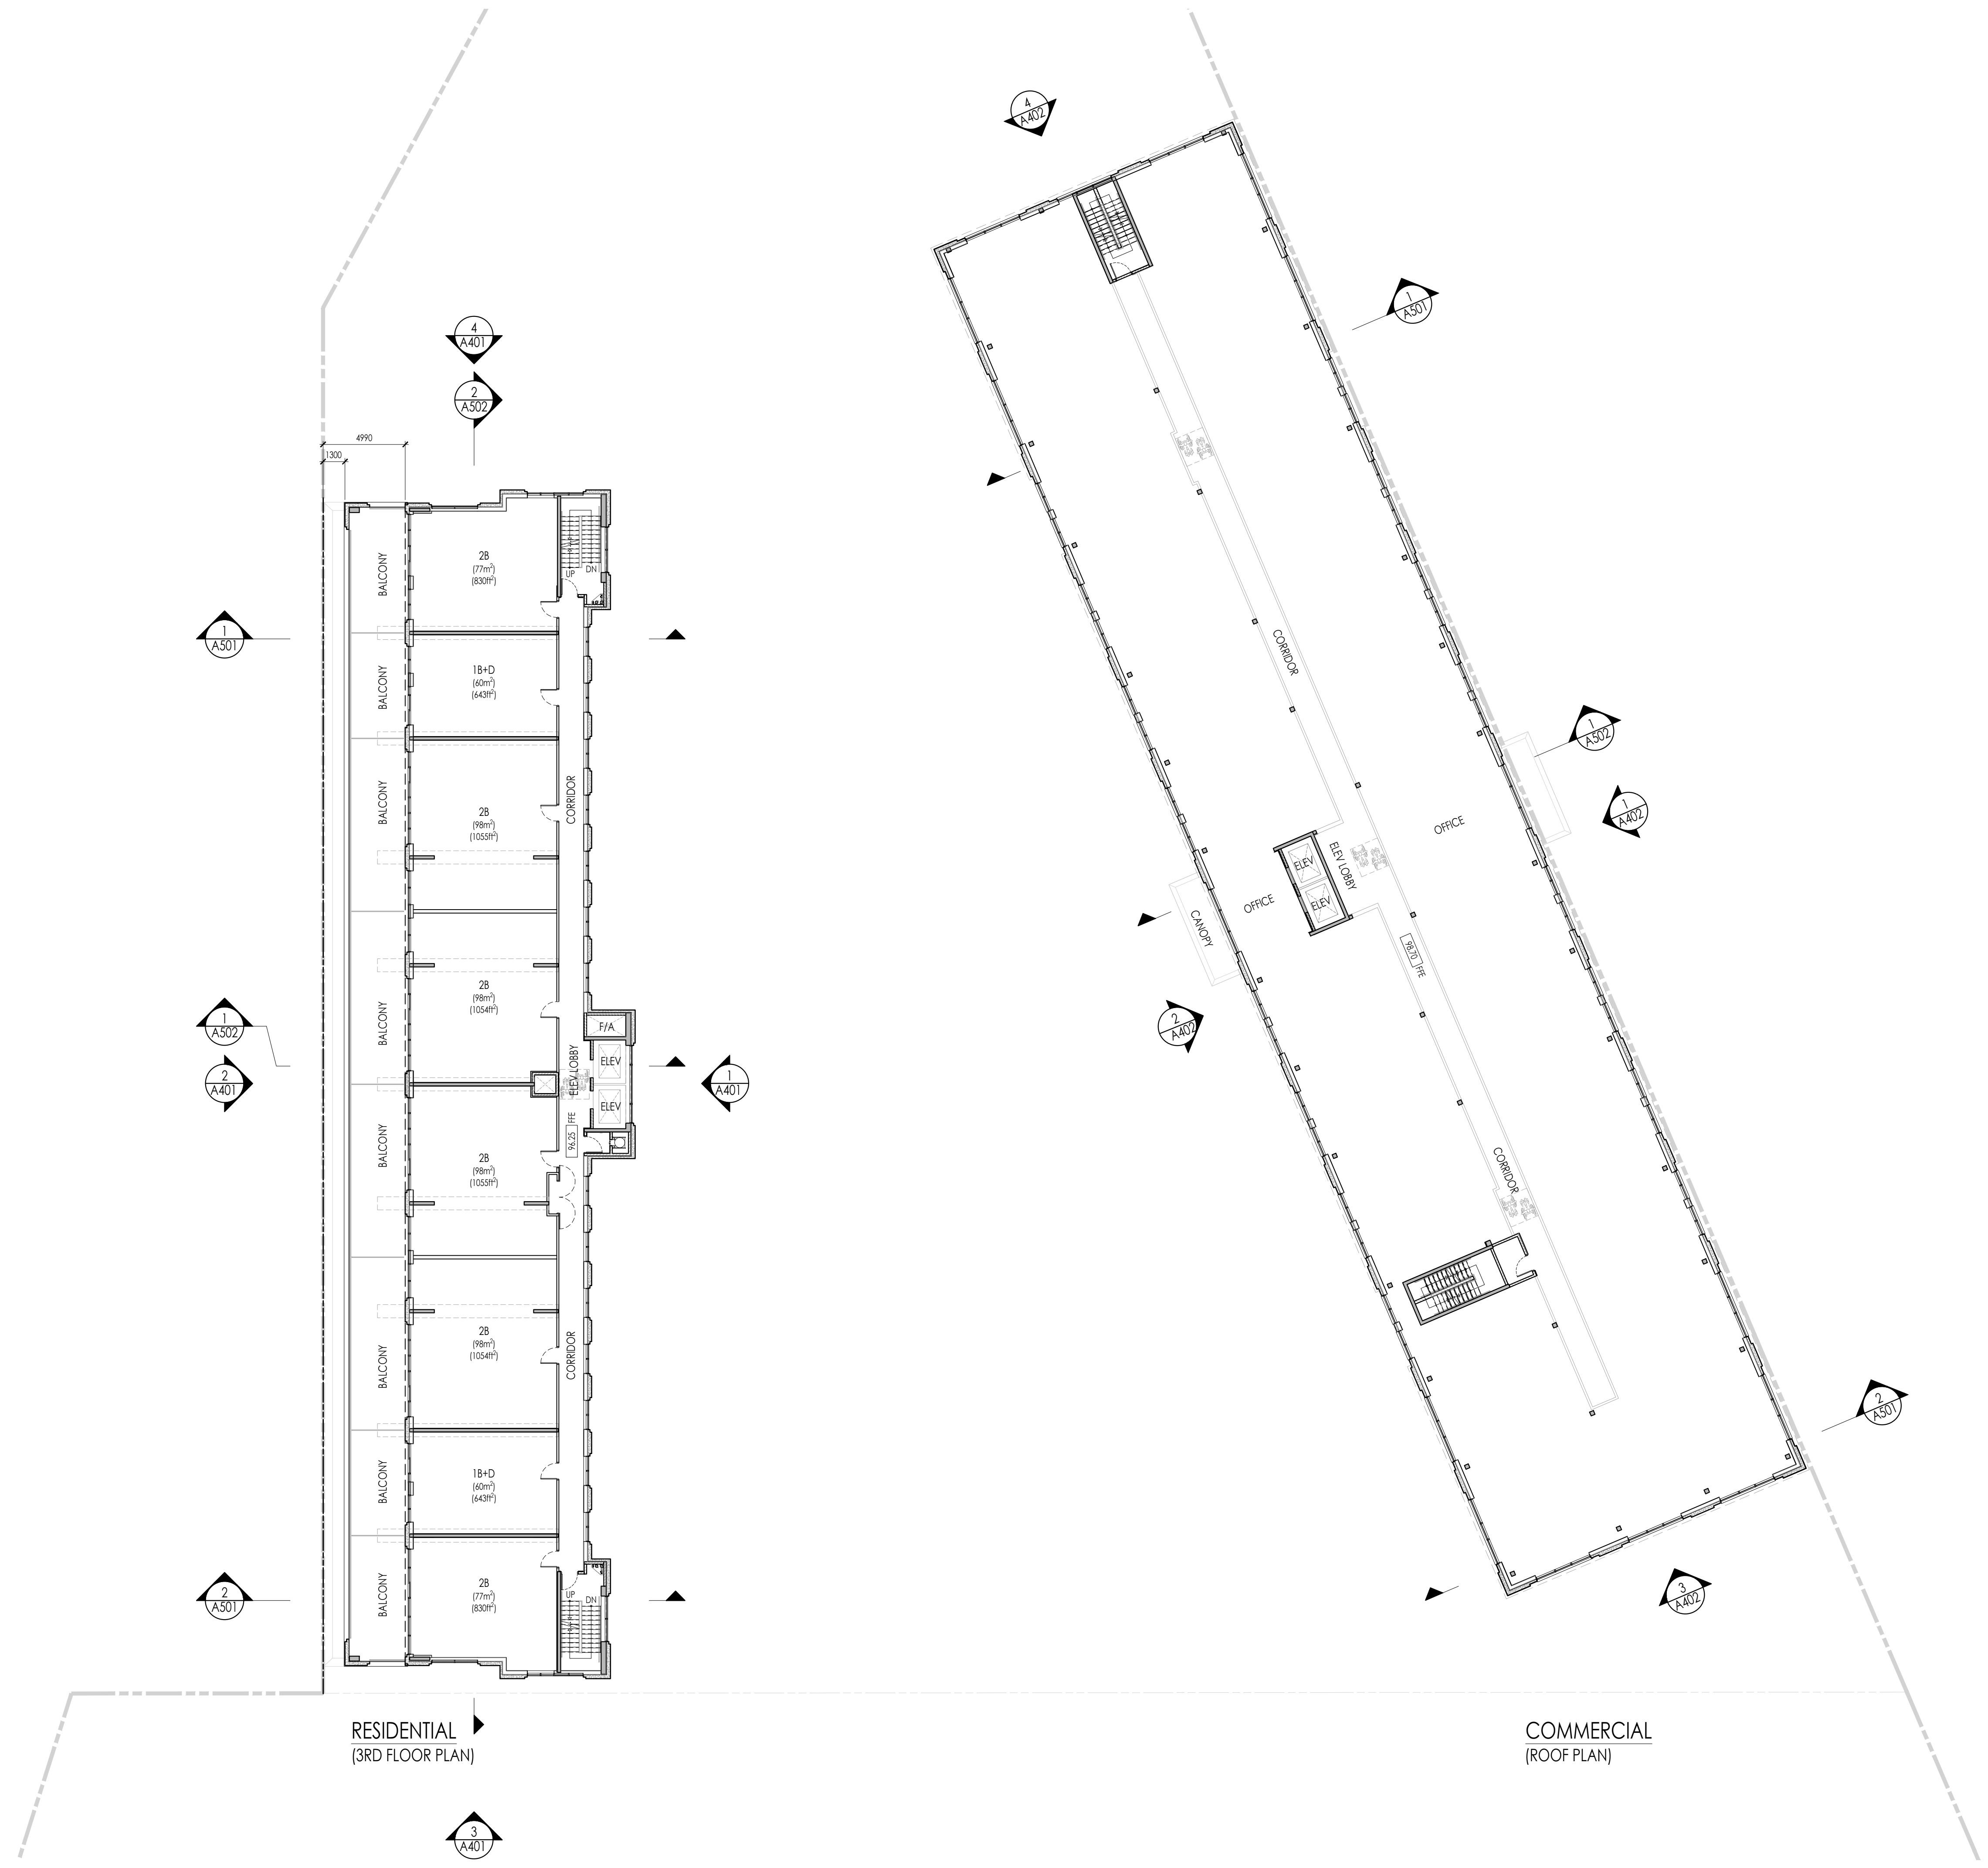 4
A402
1
A501
4
A401
2
A502
4990
1300
BALCONY
2B
(77m²)
(830ft²)
UP
DN
1
A501
BALCONY
1B+D
(60m²)
(643ft²)
CORRIDOR
BALCONY
2B
(98m²)
(1055ft²)
CORRIDOR
1
A502
1
A402
OFFICE
ELEV
ELEV
ELEV LOBBY
OFFICE
CANOPY
98.70
FFE
2
A402
BALCONY
2B
(98m²)
(1054ft²)
F/A
ELEV
ELEV
ELEV LOBBY
96.25
FFE
1
A502
2
A401
1
A401
BALCONY
2B
(98m²)
(1055ft²)
CORRIDOR
BALCONY
2B
(98m²)
(1054ft²)
CORRIDOR
BALCONY
1B+D
(60m²)
(643ft²)
2
A501
BALCONY
2B
(77m²)
(830ft²)
UP
DN
2
A501
3
A402
RESIDENTIAL
(3RD FLOOR PLAN)
COMMERCIAL
(ROOF PLAN)
3
A401